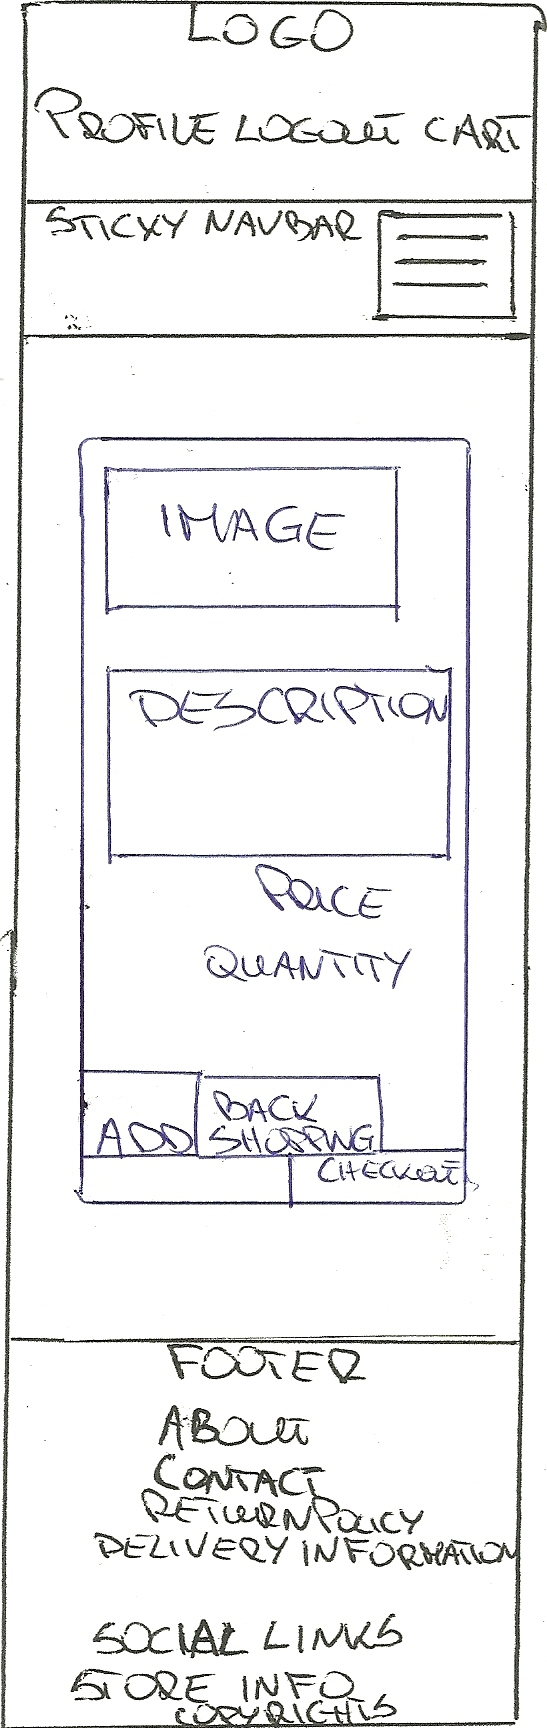 LOGO
PROFILE LOGOUT CART
STICKY NAVBAR
IMAGE
DESCRIPTION
PRICE
QUANTITY
ADD
BACK
SHOPPING
CHECKOUT
FOOTER
ABOUT
CONTACT
RETURN POLICY
DELIVERY INFORMATION
SOCIAL LINKS
STORE INFO
COPYRIGHTS